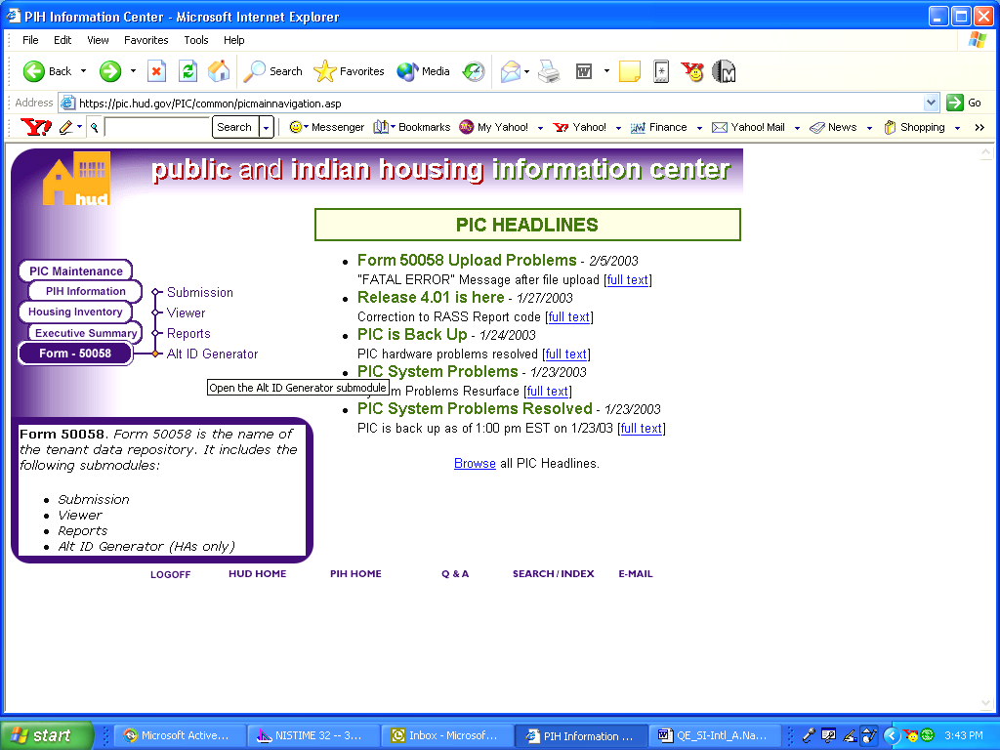 PIH Information Center - Microsoft Internet Explorer
File Edit View Favorites Tools Help
Back Search Favorites Media
Address https://pic.hud.gov/PIC/common/picmainnavigation.asp Go
Y! Search Messenger Bookmarks My Yahoo! Yahoo! Finance Yahoo! Mail News Shopping »
hud
public and indian housing information center
PIC HEADLINES
Form 50058 Upload Problems - 2/5/2003
"FATAL ERROR" Message after file upload [full text]
Release 4.01 is here - 1/27/2003
Correction to RASS Report code [full text]
PIC is Back Up - 1/24/2003
PIC hardware problems resolved [full text]
PIC System Problems - 1/23/2003
m Problems Resurface [full text]
PIC System Problems Resolved - 1/23/2003
PIC is back up as of 1:00 pm EST on 1/23/03 [full text]
Browse all PIC Headlines.
PIC Maintenance
PIH Information
Housing Inventory
Executive Summary
Form - 50058
Submission
Viewer
Reports
Alt ID Generator
Open the Alt ID Generator submodule
Form 50058. Form 50058 is the name of
the tenant data repository. It includes the
following submodules:
Submission
Viewer
Reports
Alt ID Generator (HAs only)
LOGOFF HUD HOME PIH HOME Q & A SEARCH / INDEX E-MAIL
start Microsoft Active... NISTIME 32 -- 3... Inbox - Microsof... PIH Information ... QE_SI-Intl_A.Na... 3:43 PM